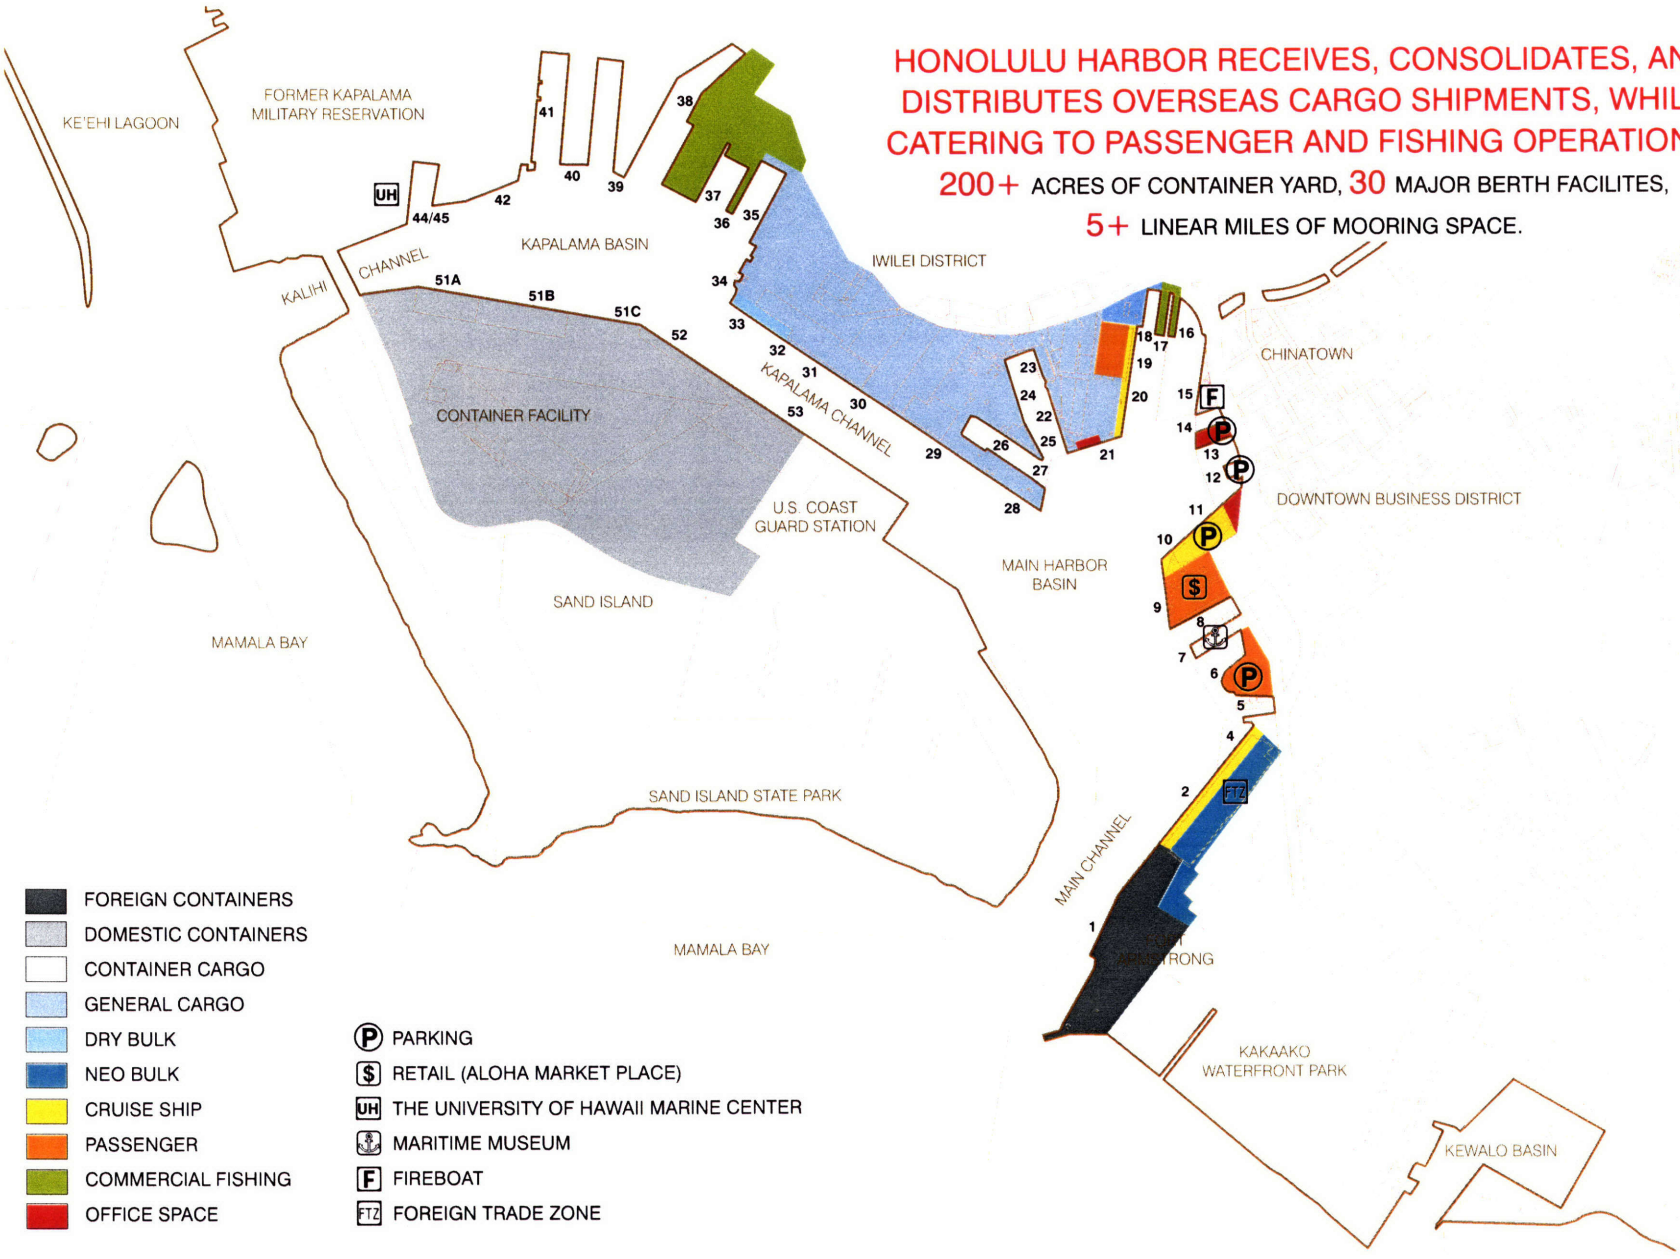 HONOLULU HARBOR RECEIVES, CONSOLIDATES, AN
DISTRIBUTES OVERSEAS CARGO SHIPMENTS, WHIL
CATERING TO PASSENGER AND FISHING OPERATION
200+ ACRES OF CONTAINER YARD, 30 MAJOR BERTH FACILITES,
5+ LINEAR MILES OF MOORING SPACE.
KE'EHI LAGOON
FORMER KAPALAMA
MILITARY RESERVATION
UH
44/45
42
41
40
39
38
37
36
35
34
33
32
31
30
29
28
27
26
25
22
24
23
21
20
19
18
17
16
15
F
14
P
13
12
P
11
10
P
9
$
8
7
6
P
5
4
2
FTZ
1
KALIHI
CHANNEL
KAPALAMA BASIN
51A
51B
51C
52
53
KAPALAMA CHANNEL
IWILEI DISTRICT
CHINATOWN
CONTAINER FACILITY
U.S. COAST
GUARD STATION
DOWNTOWN BUSINESS DISTRICT
MAIN HARBOR
BASIN
SAND ISLAND
MAMALA BAY
SAND ISLAND STATE PARK
MAIN CHANNEL
MAMALA BAY
FORT
ARMSTRONG
KAKAAKO
WATERFRONT PARK
KEWALO BASIN
FOREIGN CONTAINERS
DOMESTIC CONTAINERS
CONTAINER CARGO
GENERAL CARGO
DRY BULK
NEO BULK
CRUISE SHIP
PASSENGER
COMMERCIAL FISHING
OFFICE SPACE
P PARKING
$ RETAIL (ALOHA MARKET PLACE)
UH THE UNIVERSITY OF HAWAII MARINE CENTER
MARITIME MUSEUM
F FIREBOAT
FTZ FOREIGN TRADE ZONE